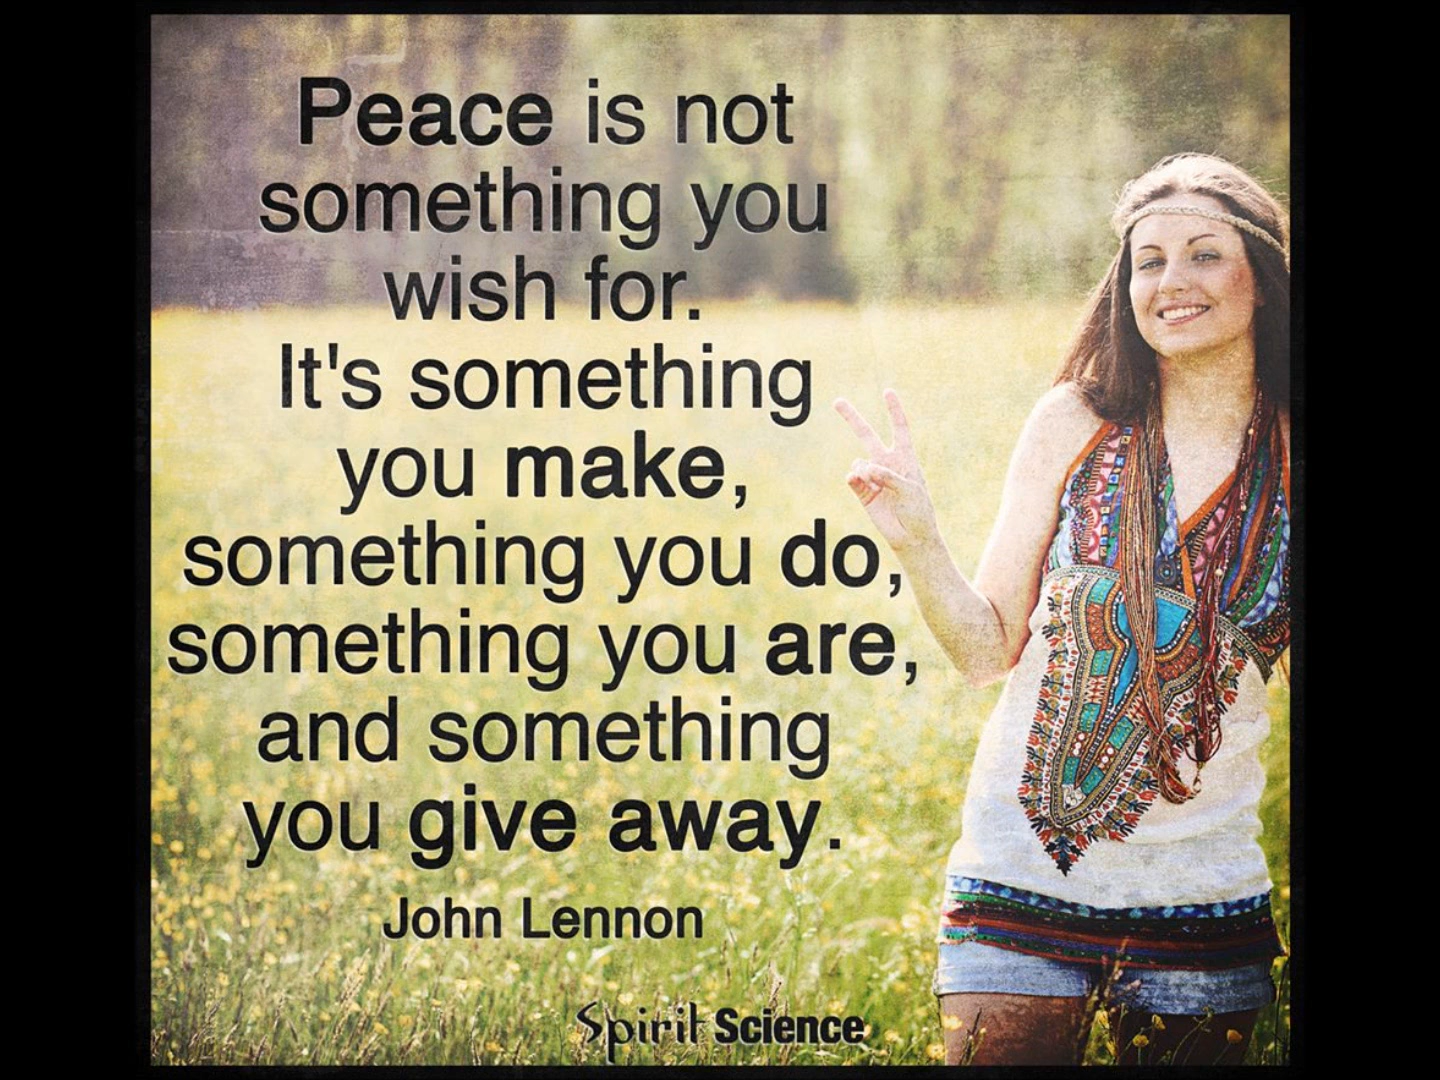 Peace is not
something you
wish for.
It's something
you make,
something you do,
something you are,
and something
you give away.
John Lennon
Spirit Science